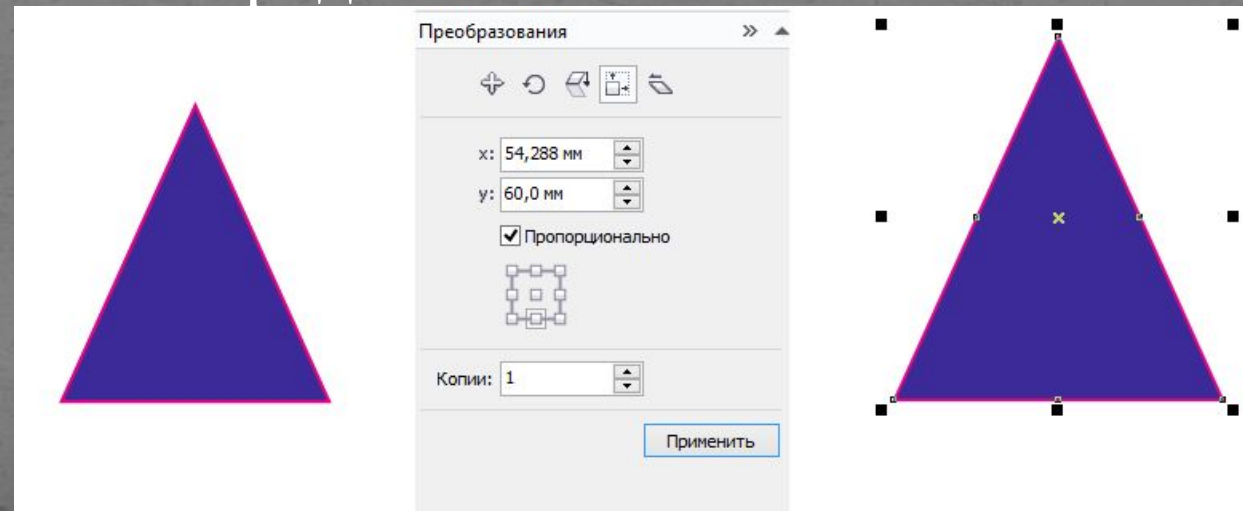 Преобразования
x: 54,288 мм
y: 60,0 мм
Пропорционально
Копии: 1
Применить